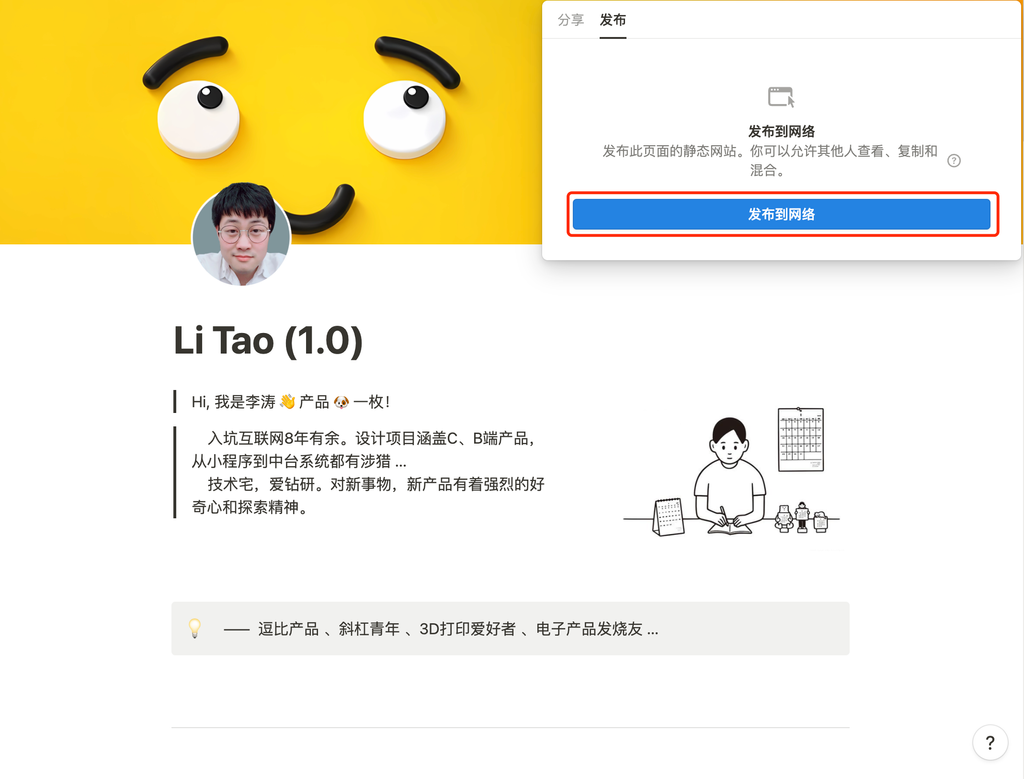 分享 发布
发布到网络
发布此页面的静态网站。你可以允许其他人查看、复制和
混合。
?
发布到网络
Li Tao (1.0)
Hi, 我是李涛 👋 产品 🐶 一枚！
入坑互联网8年有余。设计项目涵盖C、B端产品，
从小程序到中台系统都有涉猎 ...
技术宅，爱钻研。对新事物，新产品有着强烈的好
奇心和探索精神。
💡 —— 逗比产品 、斜杠青年 、3D打印爱好者 、电子产品发烧友 ...
?